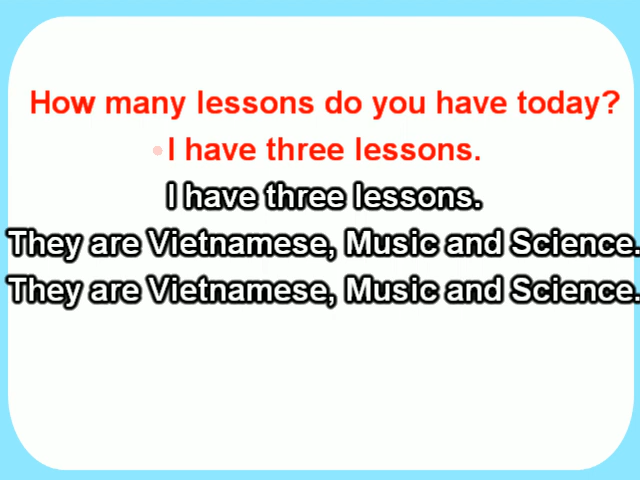 How many lessons do you have today?
I have three lessons.
I have three lessons.
They are Vietnamese, Music and Science.
They are Vietnamese, Music and Science.